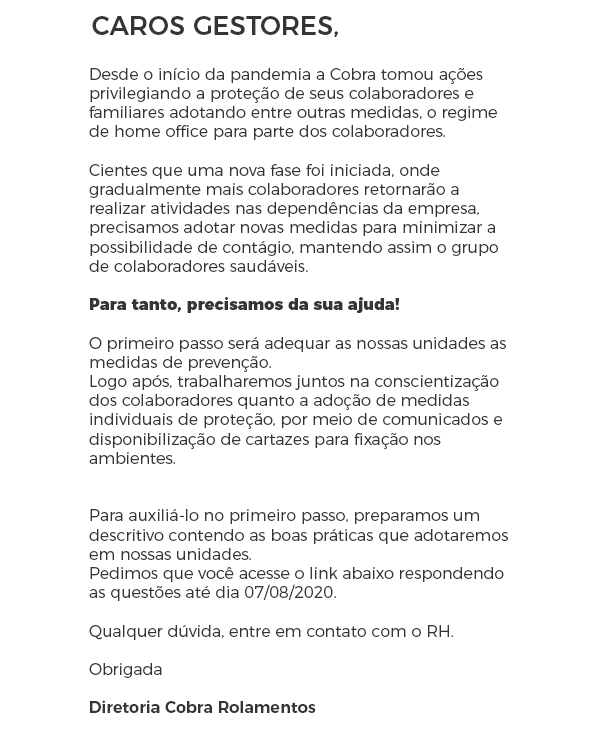 CAROS GESTORES,
Desde o início da pandemia a Cobra tomou ações
privilegiando a proteção de seus colaboradores e
familiares adotando entre outras medidas, o regime
de home office para parte dos colaboradores.
Cientes que uma nova fase foi iniciada, onde
gradualmente mais colaboradores retornarão a
realizar atividades nas dependências da empresa,
precisamos adotar novas medidas para minimizar a
possibilidade de contágio, mantendo assim o grupo
de colaboradores saudáveis.
Para tanto, precisamos da sua ajuda!
O primeiro passo será adequar as nossas unidades as
medidas de prevenção.
Logo após, trabalharemos juntos na conscientização
dos colaboradores quanto a adoção de medidas
individuais de proteção, por meio de comunicados e
disponibilização de cartazes para fixação nos
ambientes.
Para auxiliá-lo no primeiro passo, preparamos um
descritivo contendo as boas práticas que adotaremos
em nossas unidades.
Pedimos que você acesse o link abaixo respondendo
as questões até dia 07/08/2020.
Qualquer dúvida, entre em contato com o RH.
Obrigada
Diretoria Cobra Rolamentos